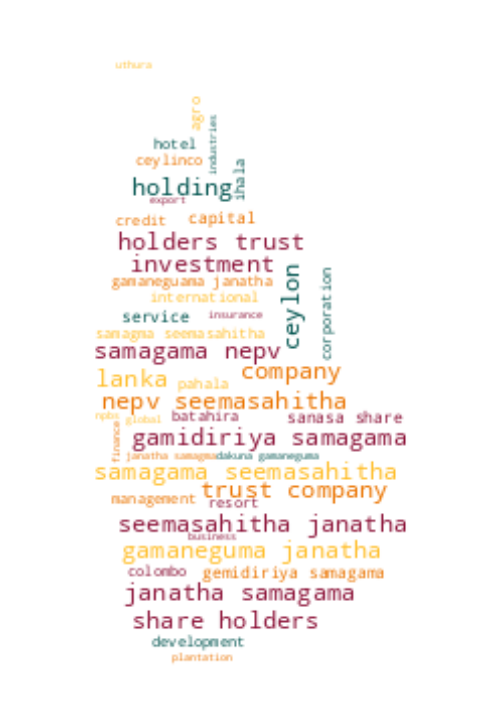 uthura
agro
industries
hotel
ceylinco
ihala
holding
export
credit capital
holders trust
investment
gamaneguama janatha
ceylon
corporation
international
service insurance
samagma seemasahitha
samagama nepv
company
lanka pahala
nepv seemasahitha
npbs global batahira sanasa share
finance
gamidiriya samagama
janatha samagmadakuna gamaneguma
samagama seemasahitha
trust company
management resort
seemasahitha janatha
business
gamaneguma janatha
colombo gemidiriya samagama
janatha samagama
share holders
development
plantation